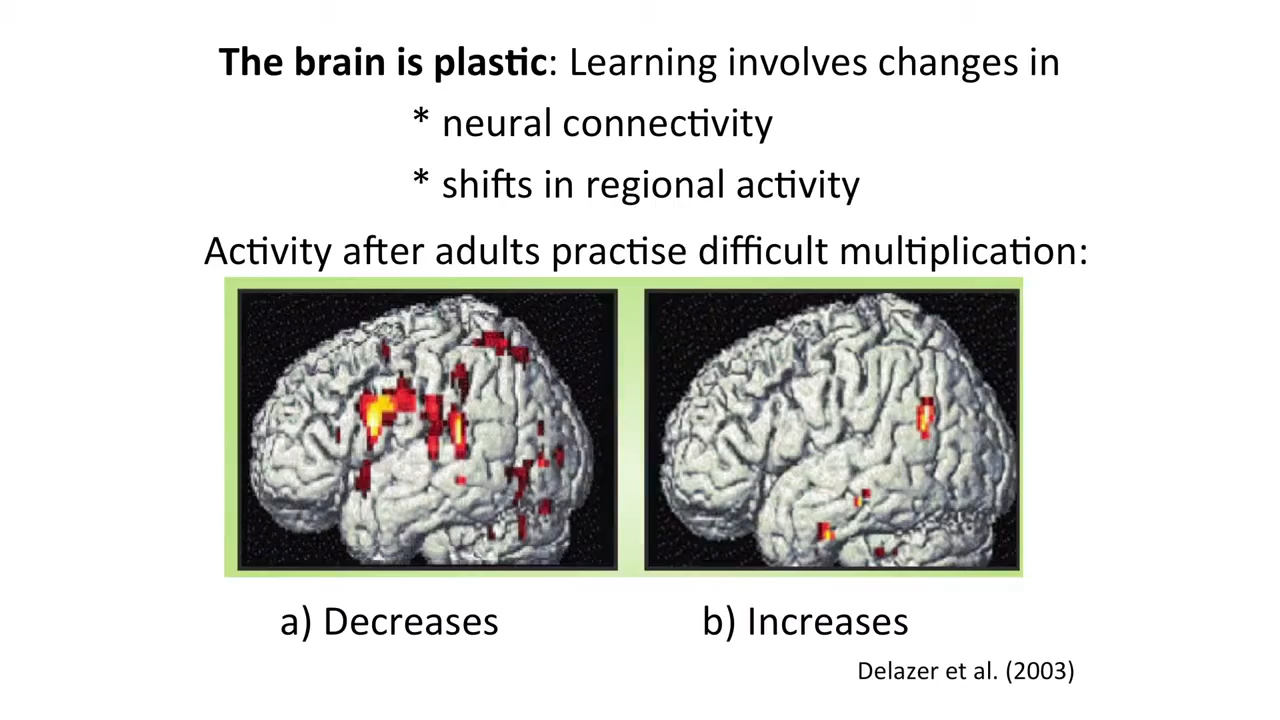 The brain is plastic: Learning involves changes in
* neural connectivity
* shifts in regional activity
Activity after adults practise difficult multiplication:
a) Decreases
b) Increases
Delazer et al. (2003)